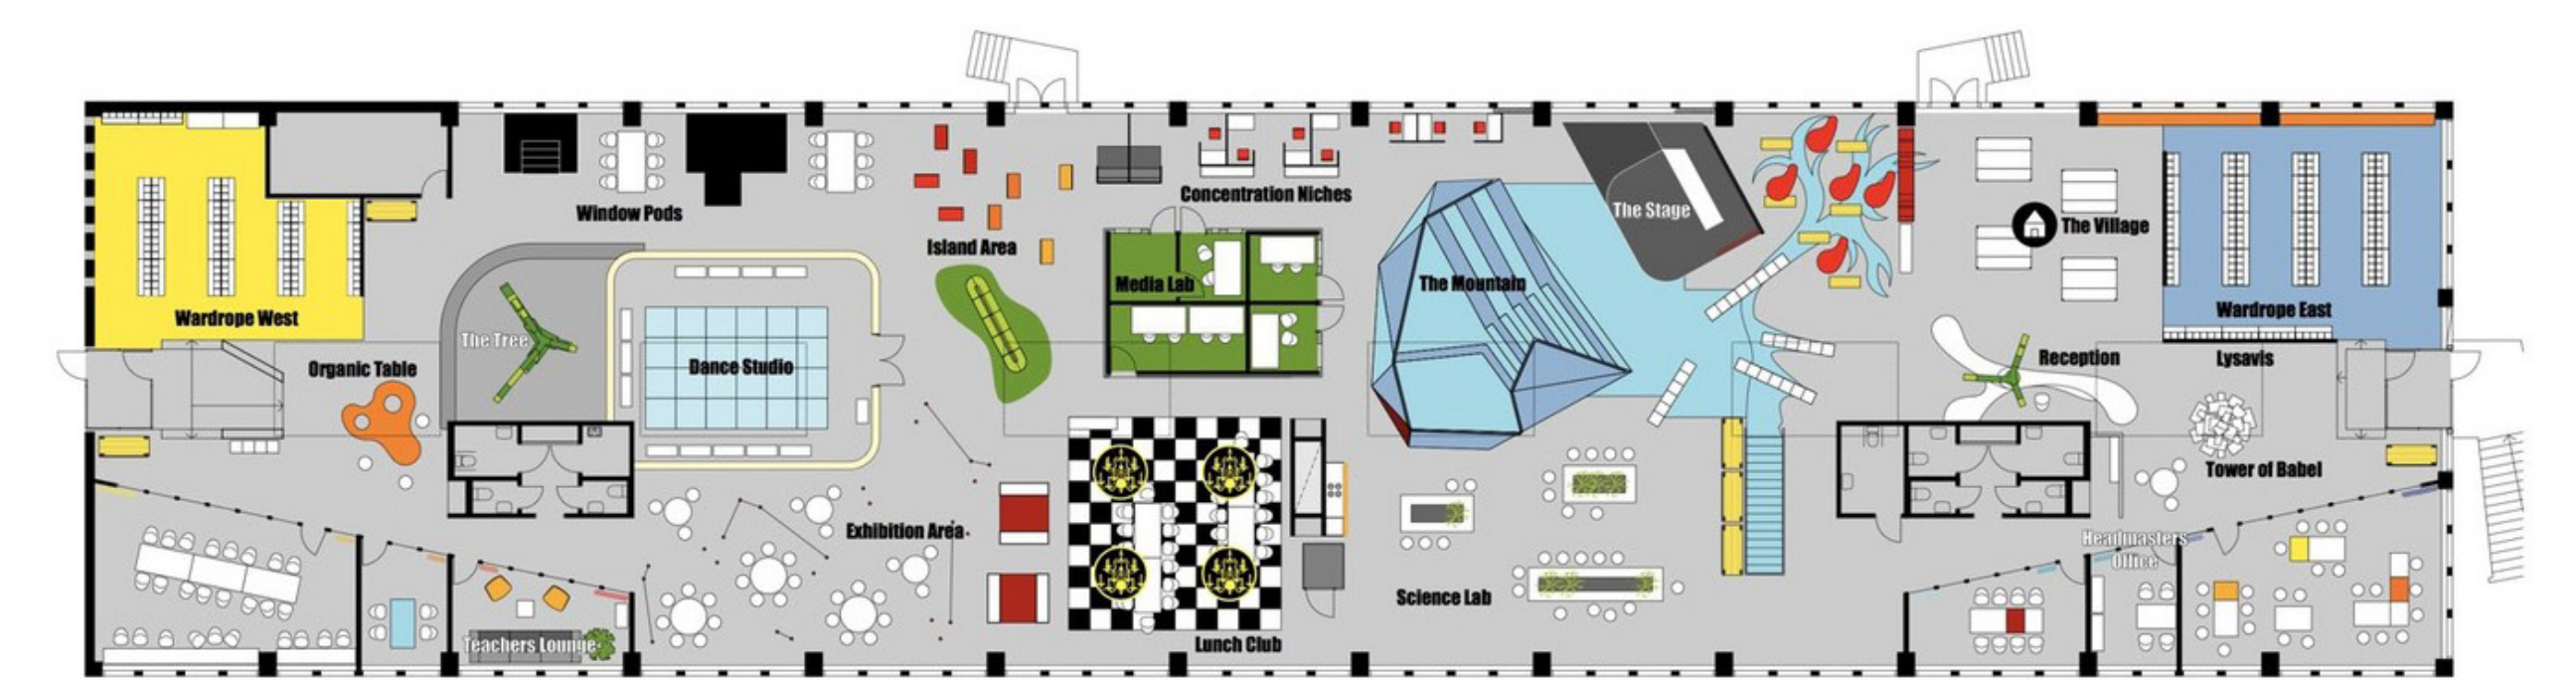 Window Pods
Concentration Niches
The Stage
Island Area
The Village
Wardrope West
Media Lab
The Mountain
Wardrope East
The Tree
Organic Table
Dance Studio
Reception
Lysavis
Tower of Babel
Exhibition Area
Headmasters
Office
Science Lab
Teachers Lounge
Lunch Club